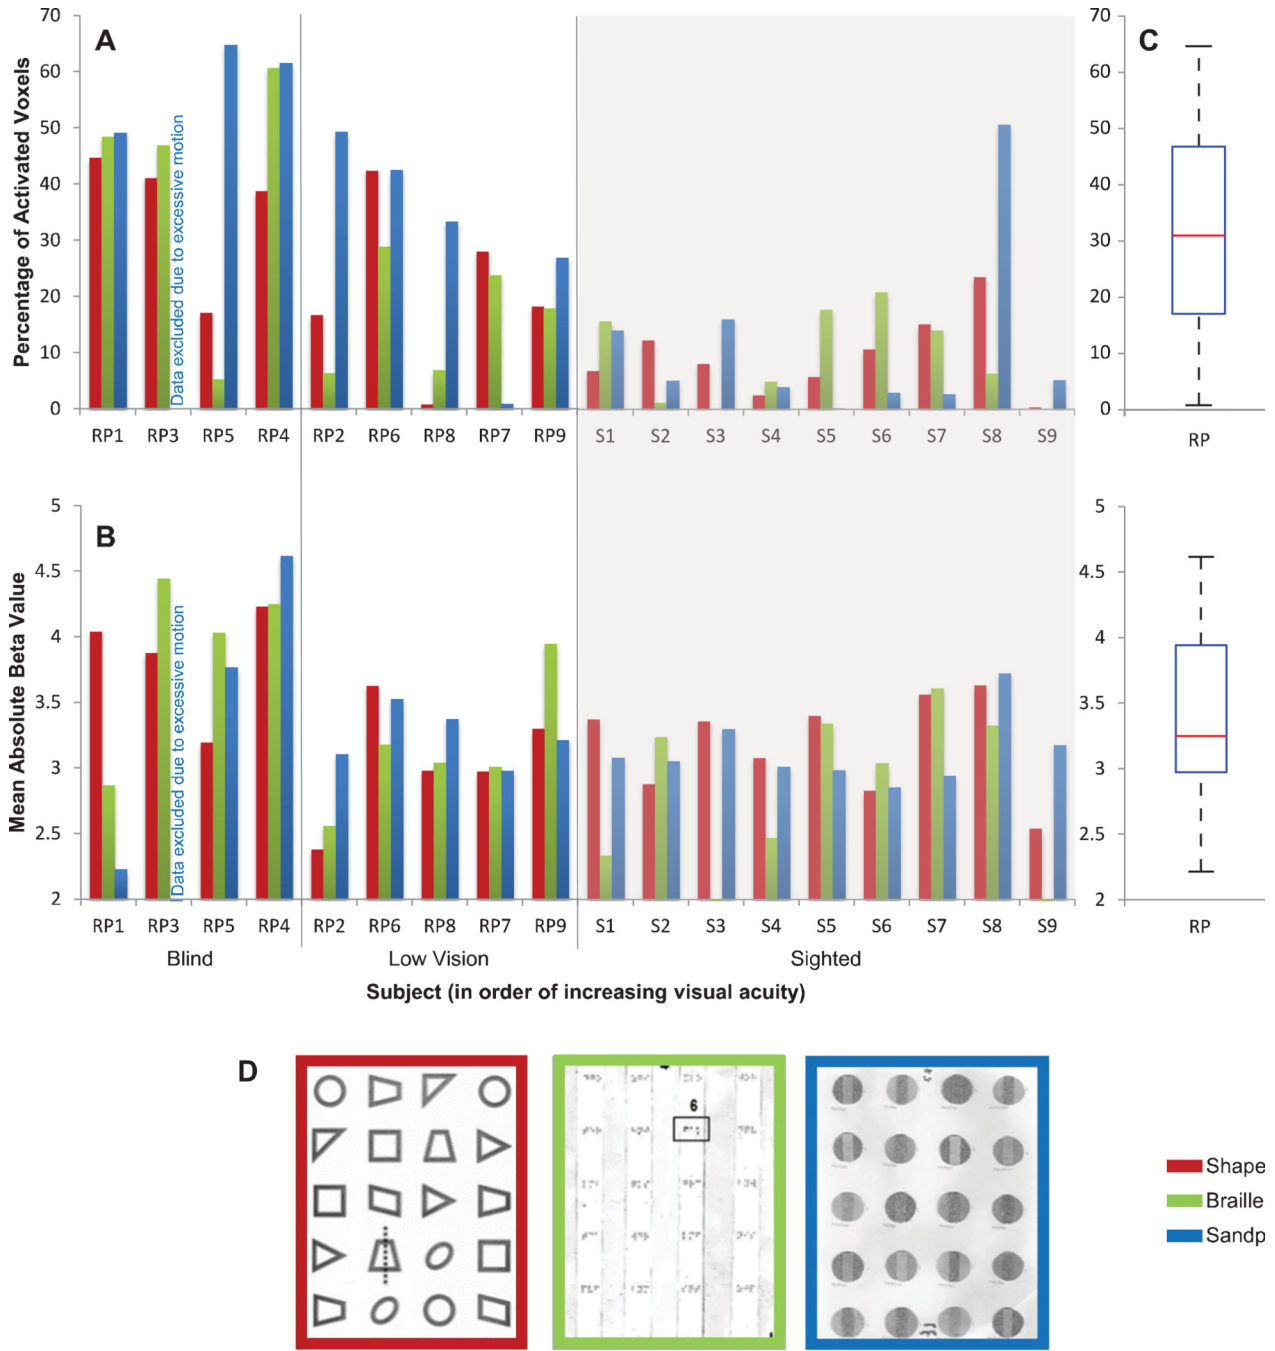 A
C
Percentage of Activated Voxels
70
60
50
40
30
20
10
0
Data excluded due to excessive motion
RP1 RP3 RP5 RP4 RP2 RP6 RP8 RP7 RP9 S1 S2 S3 S4 S5 S6 S7 S8 S9
70
60
50
40
30
20
10
0
RP
B
Mean Absolute Beta Value
5
4.5
4
3.5
3
2.5
2
Data excluded due to excessive motion
RP1 RP3 RP5 RP4 RP2 RP6 RP8 RP7 RP9 S1 S2 S3 S4 S5 S6 S7 S8 S9
Blind Low Vision Sighted
Subject (in order of increasing visual acuity)
5
4.5
4
3.5
3
2.5
2
RP
D
6
Shape
Braille
Sandp